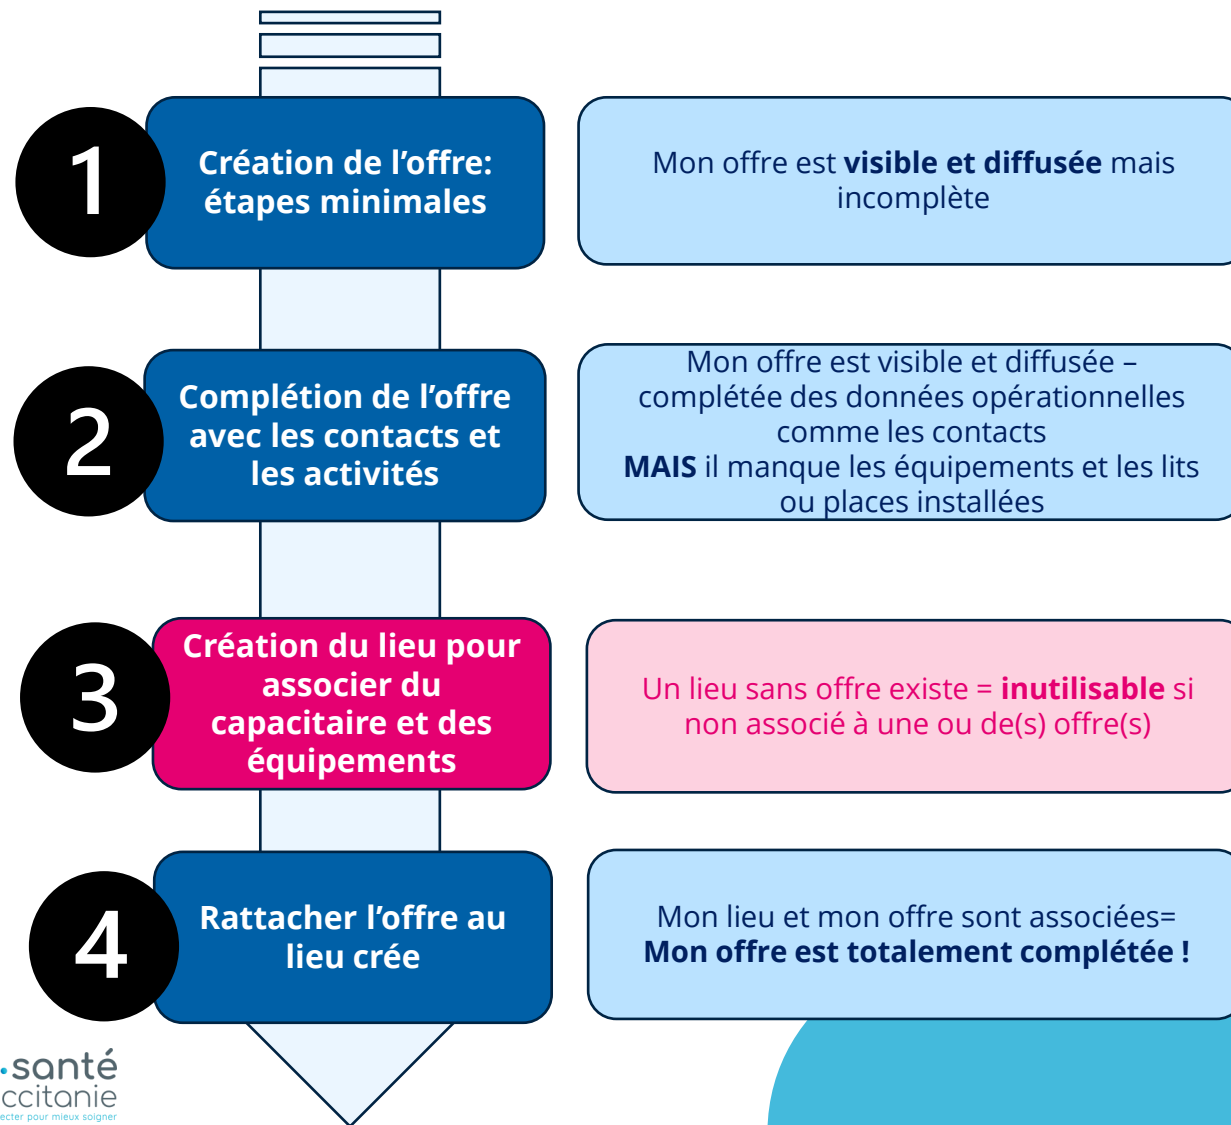 1
Création de l'offre:
étapes minimales
Mon offre est visible et diffusée mais
incomplète
2
Complétion de l'offre
avec les contacts et
les activités
Mon offre est visible et diffusée –
complétée des données opérationnelles
comme les contacts
MAIS il manque les équipements et les lits
ou places installées
3
Création du lieu pour
associer du
capacitaire et des
équipements
Un lieu sans offre existe = inutilisable si
non associé à une ou de(s) offre(s)
4
Rattacher l'offre au
lieu crée
Mon lieu et mon offre sont associées=
Mon offre est totalement complétée !
santé
ccitanie
ecter pour mieux soigner